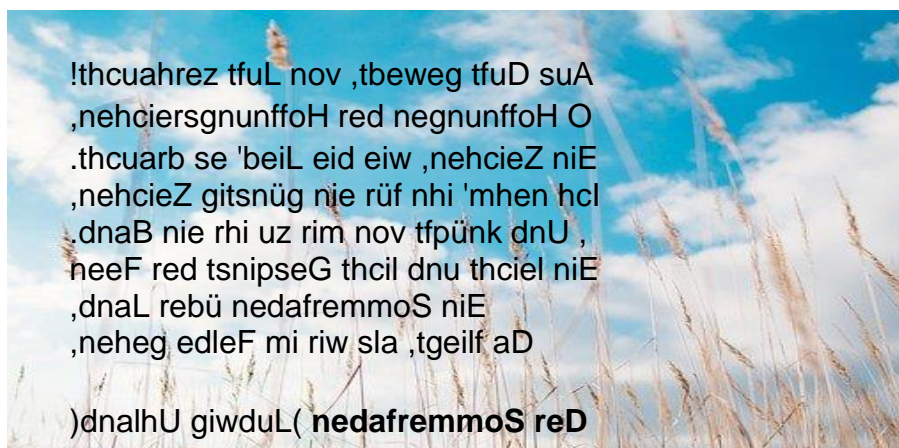 !thcuahrez tfuL nov ,tbeweg tfuD suA
,nehciersgnunffoH red negnunffoH O
.thcuarb se 'beiL eid eiw ,nehcieZ niE
,nehcieZ gitsnüg nie rüf nhi 'mhen hcI
.dnaB nie rhi uz rim nov tfpünk dnU ,
neeF red tsnipseG thcil dnu thciel niE
,dnaL rebü nedafremmoS niE
,neheg edleF mi riw sla ,tgeilf aD
)dnalhU giwduL( nedafremmoS reD